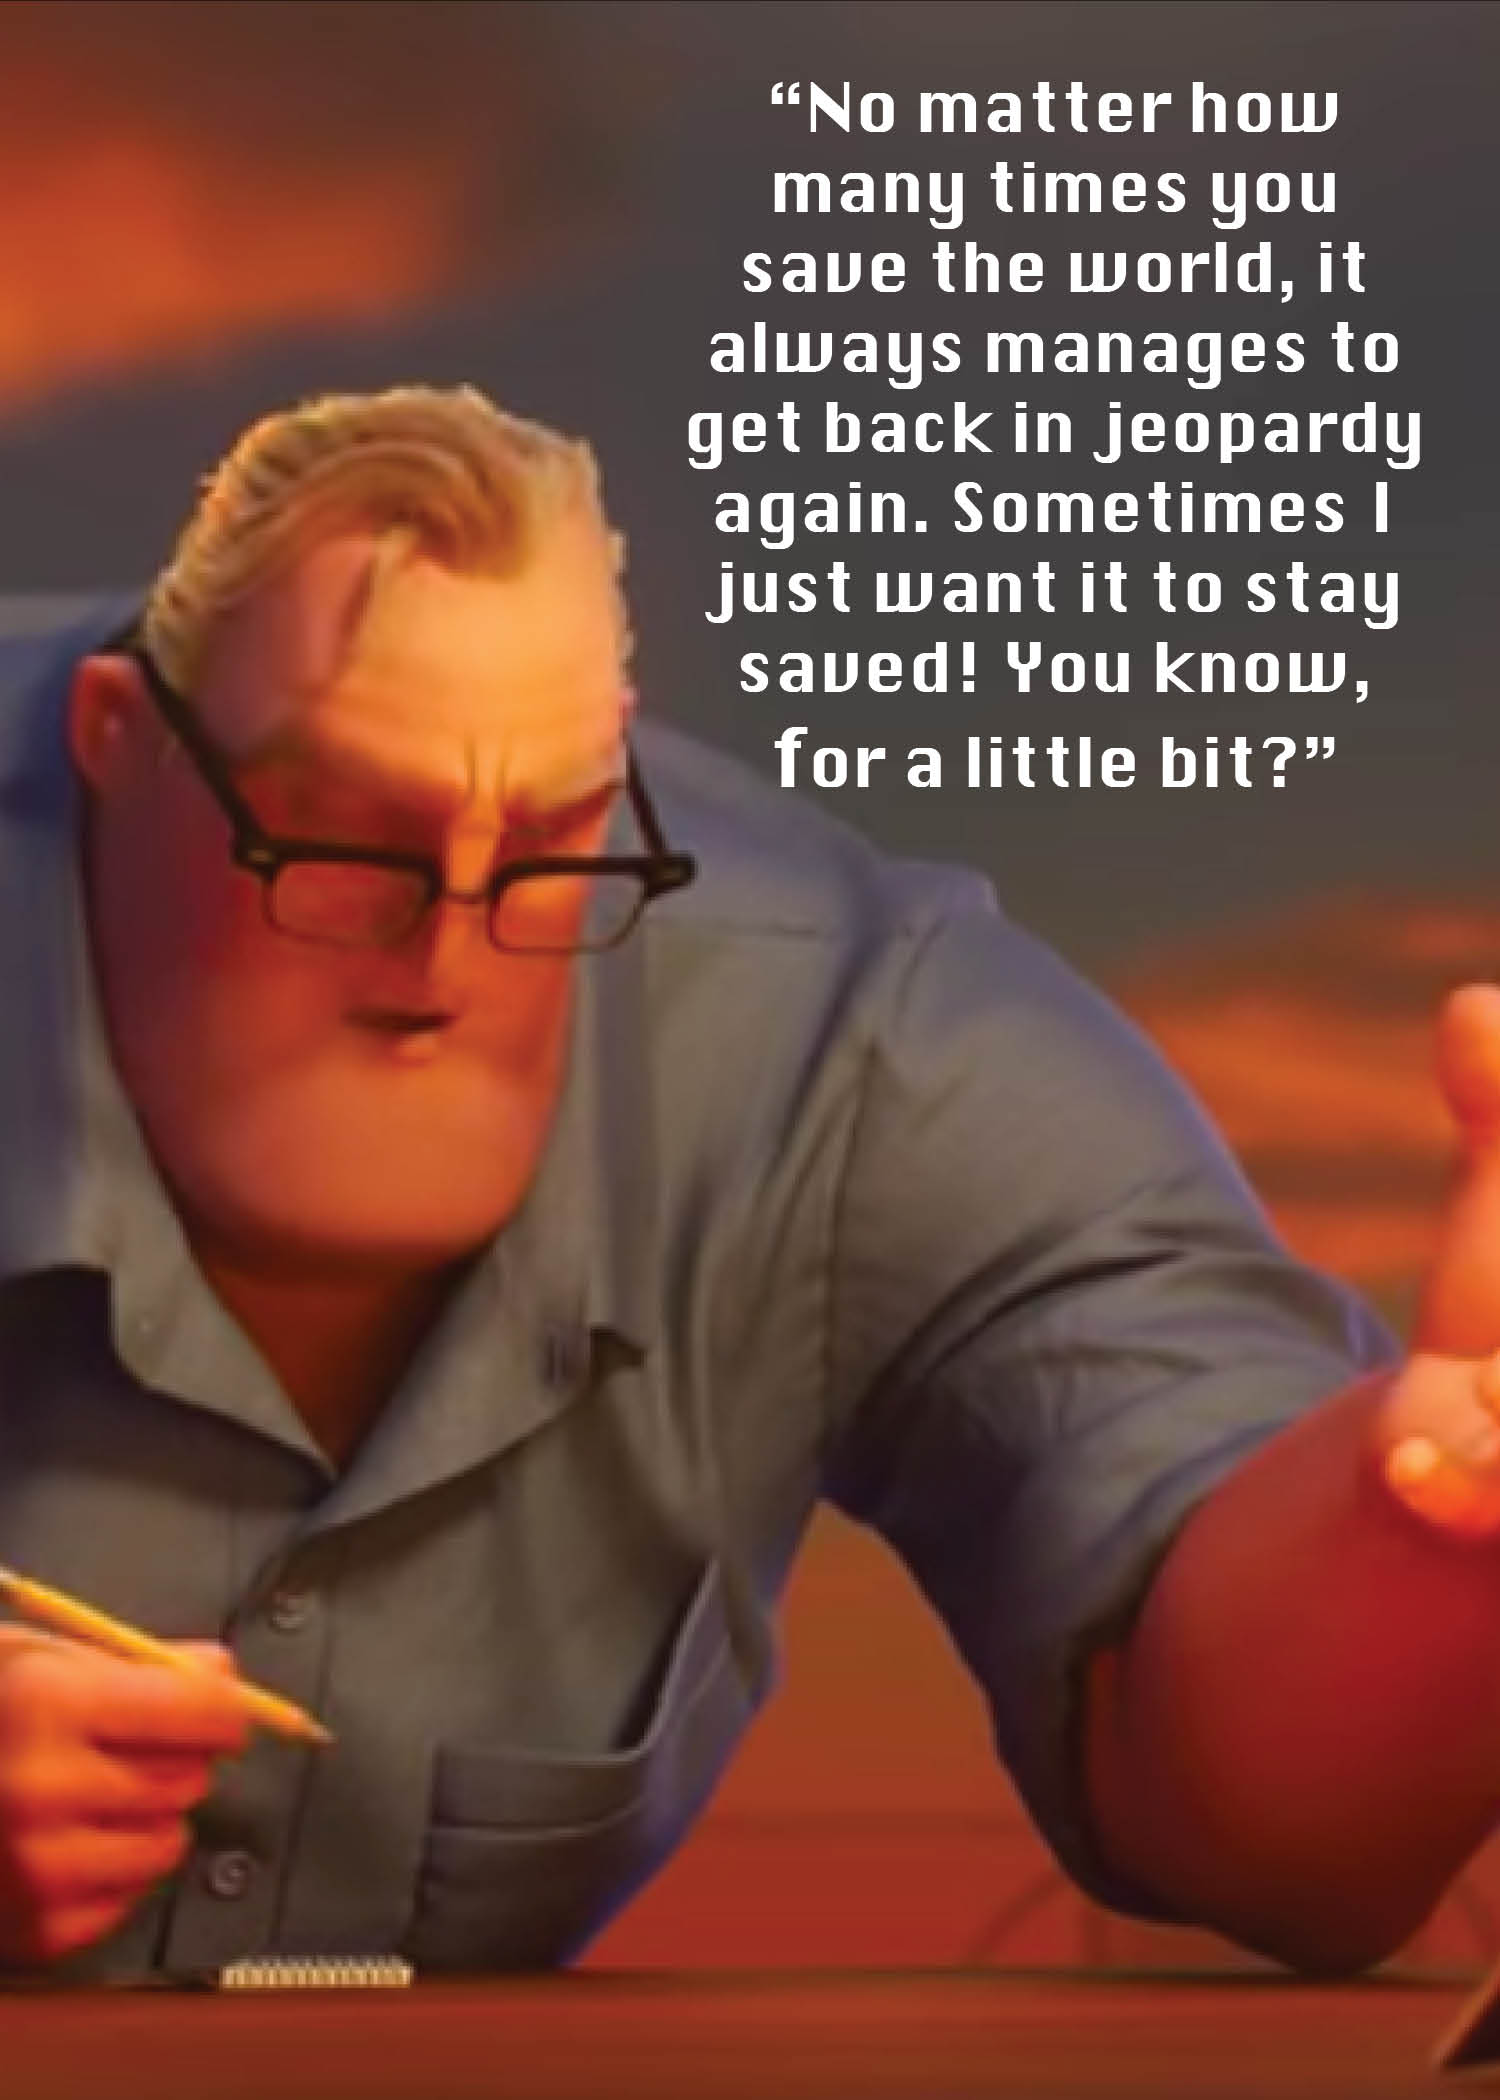 “No matter how
many times you
save the world, it
always manages to
get back in jeopardy
again. Sometimes I
just want it to stay
saved! You know,
for a little bit?”